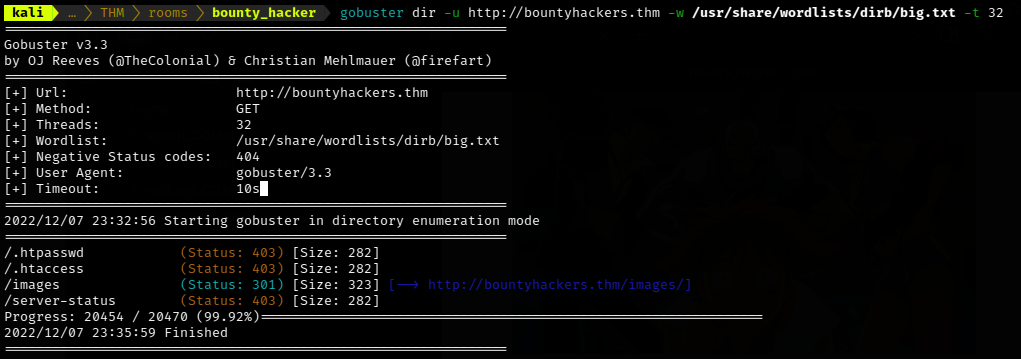 kali … THM rooms bounty_hacker gobuster dir -u http://bountyhackers.thm -w /usr/share/wordlists/dirb/big.txt -t 32
===============================================================
Gobuster v3.3
by OJ Reeves (@TheColonial) & Christian Mehlmauer (@firefart)
===============================================================
[+] Url:                     http://bountyhackers.thm
[+] Method:                  GET
[+] Threads:                 32
[+] Wordlist:                /usr/share/wordlists/dirb/big.txt
[+] Negative Status codes:   404
[+] User Agent:              gobuster/3.3
[+] Timeout:                 10s
===============================================================
2022/12/07 23:32:56 Starting gobuster in directory enumeration mode
===============================================================
/.htpasswd            (Status: 403) [Size: 282]
/.htaccess            (Status: 403) [Size: 282]
/images               (Status: 301) [Size: 323] [--> http://bountyhackers.thm/images/]
/server-status        (Status: 403) [Size: 282]
Progress: 20454 / 20470 (99.92%)===============================================================
2022/12/07 23:35:59 Finished
===============================================================